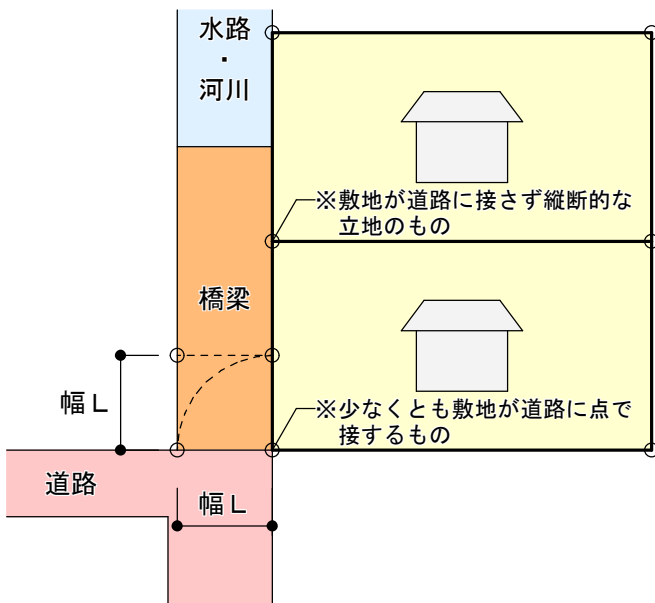 水路
・
河川
※敷地が道路に接さず縦断的な
立地のもの
橋梁
幅L
※少なくとも敷地が道路に点で
接するもの
道路
幅L